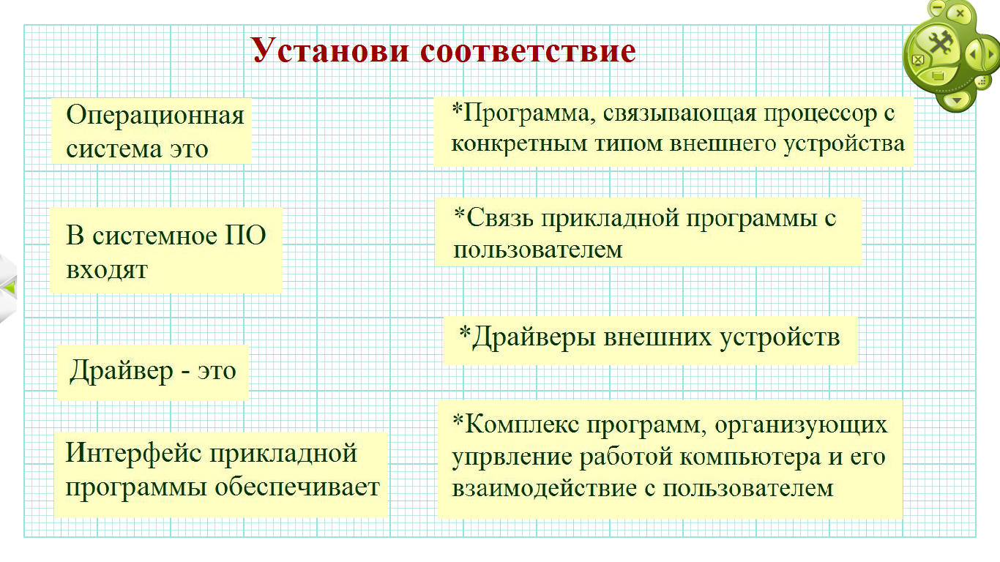 Установи соответствие
Операционная
система это
*Программа, связывающая процессор с
конкретным типом внешнего устройства
В системное ПО
входят
*Связь прикладной программы с
пользователем
Драйвер - это
*Драйверы внешних устройств
Интерфейс прикладной
программы обеспечивает
*Комплекс программ, организующих
упрвление работой компьютера и его
взаимодействие с пользователем